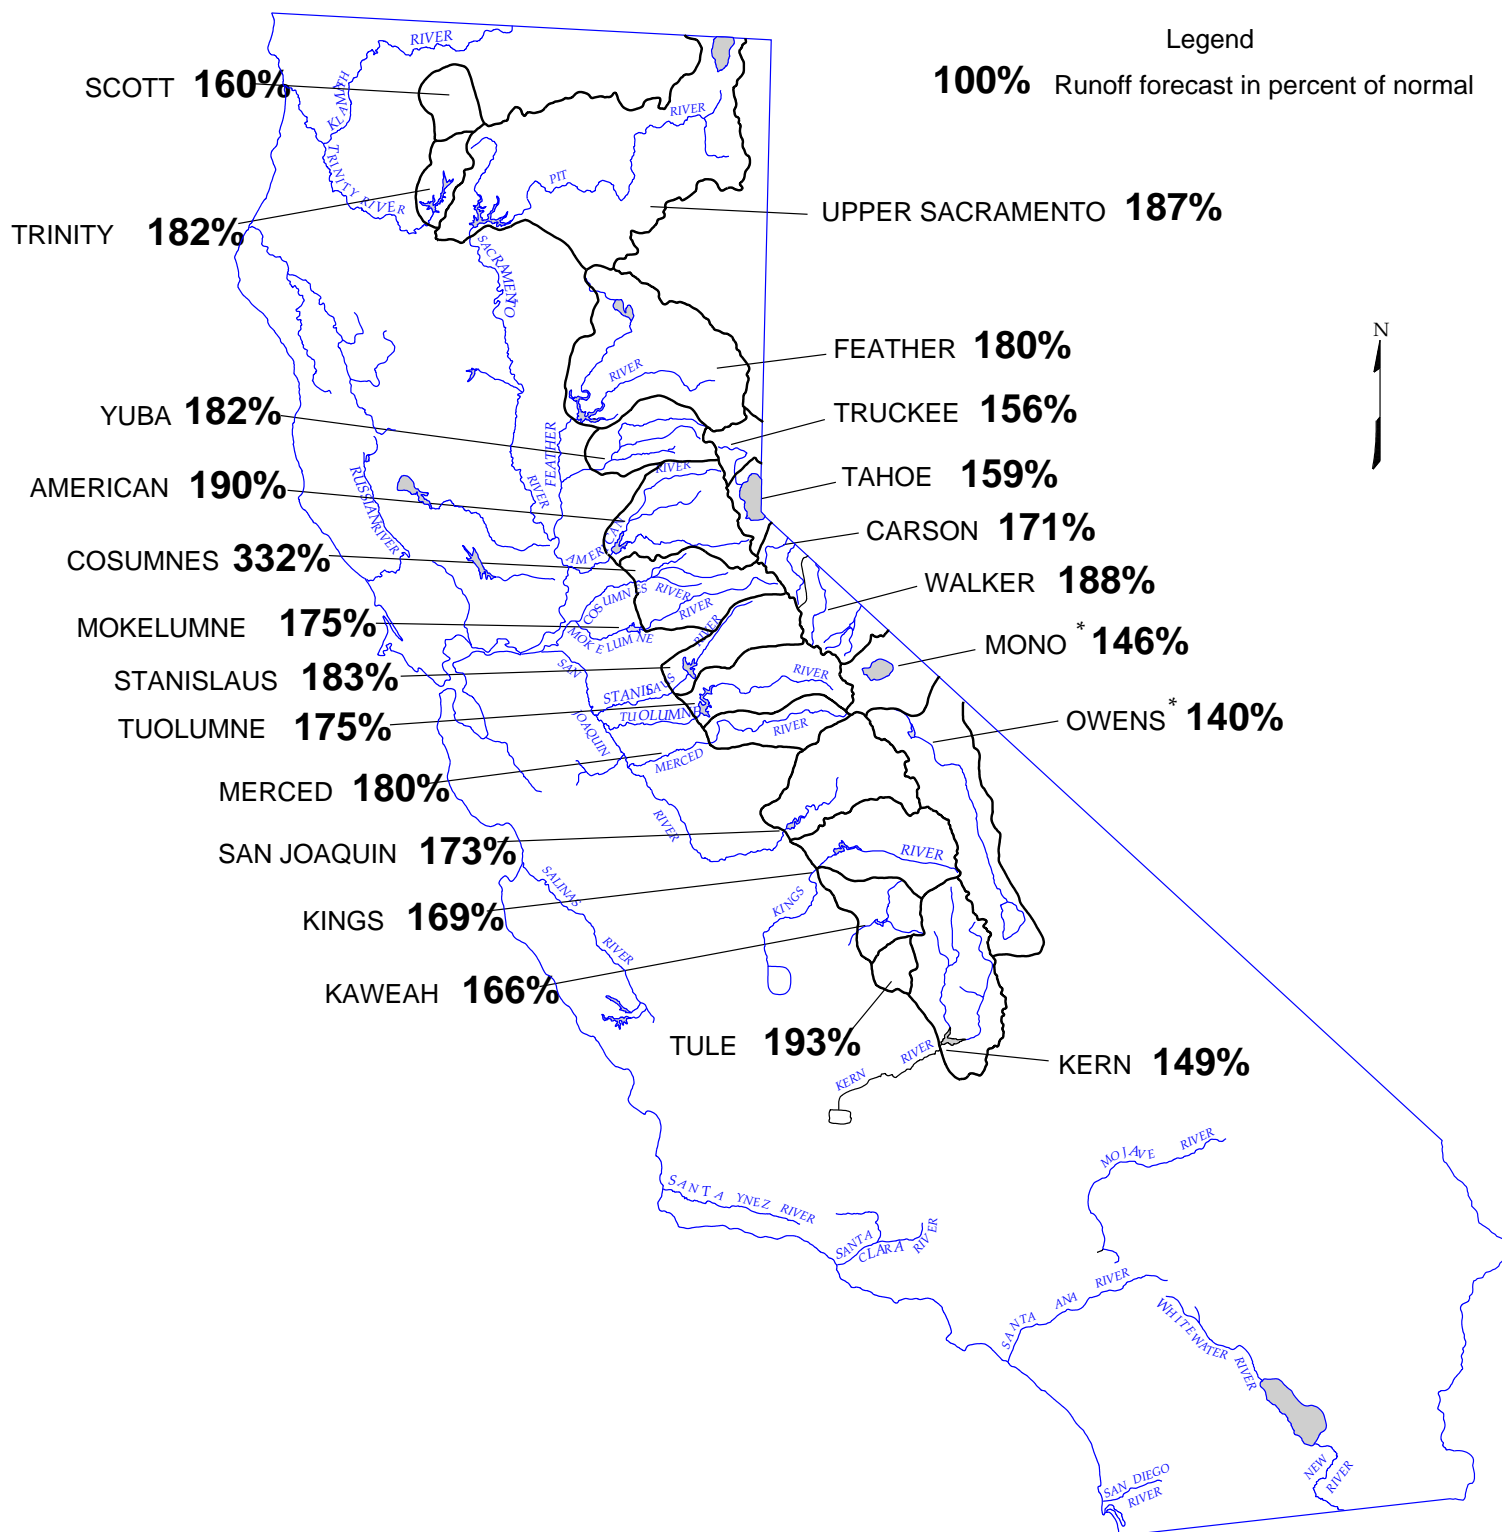 Legend
100% Runoff forecast in percent of normal
SCOTT 160%
TRINITY 182%
UPPER SACRAMENTO 187%
FEATHER 180%
YUBA 182%
TRUCKEE 156%
AMERICAN 190%
TAHOE 159%
CARSON 171%
COSUMNES 332%
WALKER 188%
MOKELUMNE 175%
MONO * 146%
STANISLAUS 183%
OWENS * 140%
TUOLUMNE 175%
MERCED 180%
SAN JOAQUIN 173%
KINGS 169%
KAWEAH 166%
TULE 193%
KERN 149%
N
KLAMATH RIVER
TRINITY RIVER
PIT RIVER
SACRAMENTO
RIVER
FEATHER
RIVER
RUSSIAN RIVER
AMERICAN
RIVER
COSUMNES RIVER
MOKELUMNE
RIVER
STANISLAUS
RIVER
TUOLUMNE
RIVER
MERCED
RIVER
SAN
JOAQUIN
RIVER
KINGS
RIVER
SALINAS
RIVER
KERN
RIVER
MOJAVE RIVER
SANTA YNEZ RIVER
SANTA
CLARA RIVER
SANTA ANA RIVER
WHITEWATER RIVER
NEW
RIVER
SAN DIEGO
RIVER